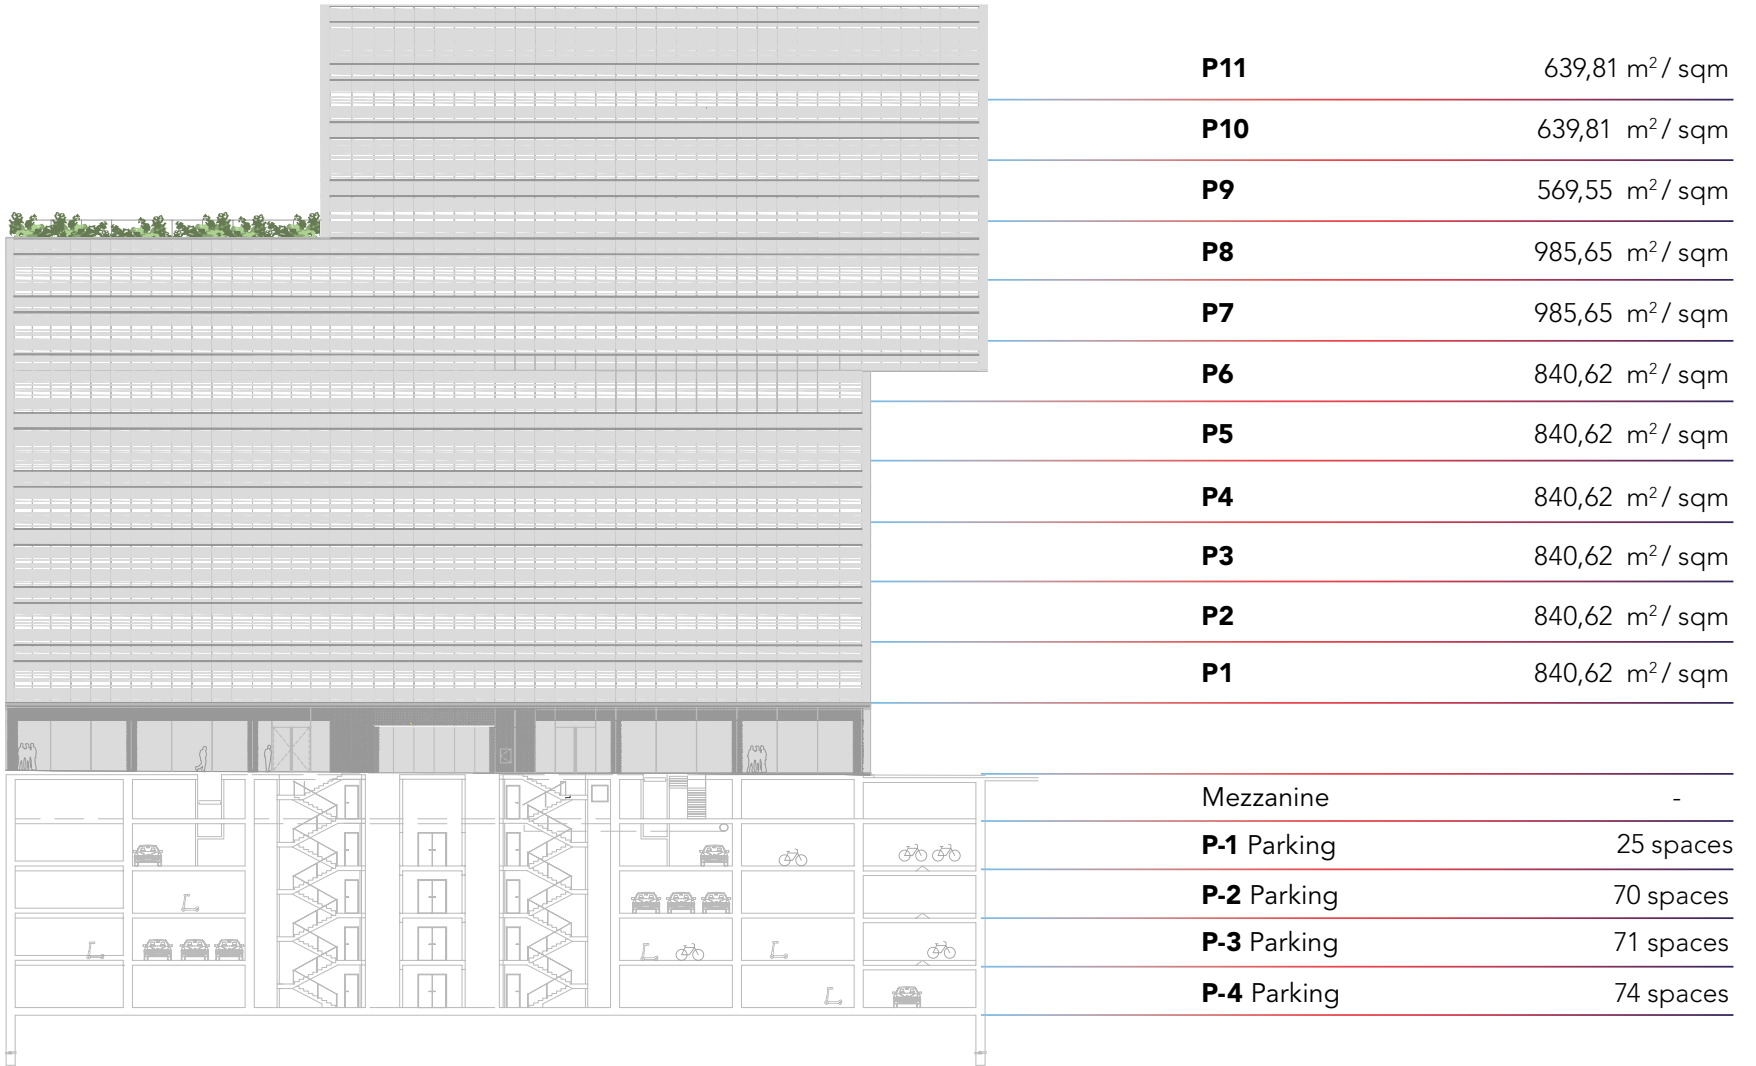 P11 639,81 m²/ sqm
P10 639,81 m²/ sqm
P9 569,55 m²/ sqm
P8 985,65 m²/ sqm
P7 985,65 m²/ sqm
P6 840,62 m²/ sqm
P5 840,62 m²/ sqm
P4 840,62 m²/ sqm
P3 840,62 m²/ sqm
P2 840,62 m²/ sqm
P1 840,62 m²/ sqm
Mezzanine -
P-1 Parking 25 spaces
P-2 Parking 70 spaces
P-3 Parking 71 spaces
P-4 Parking 74 spaces